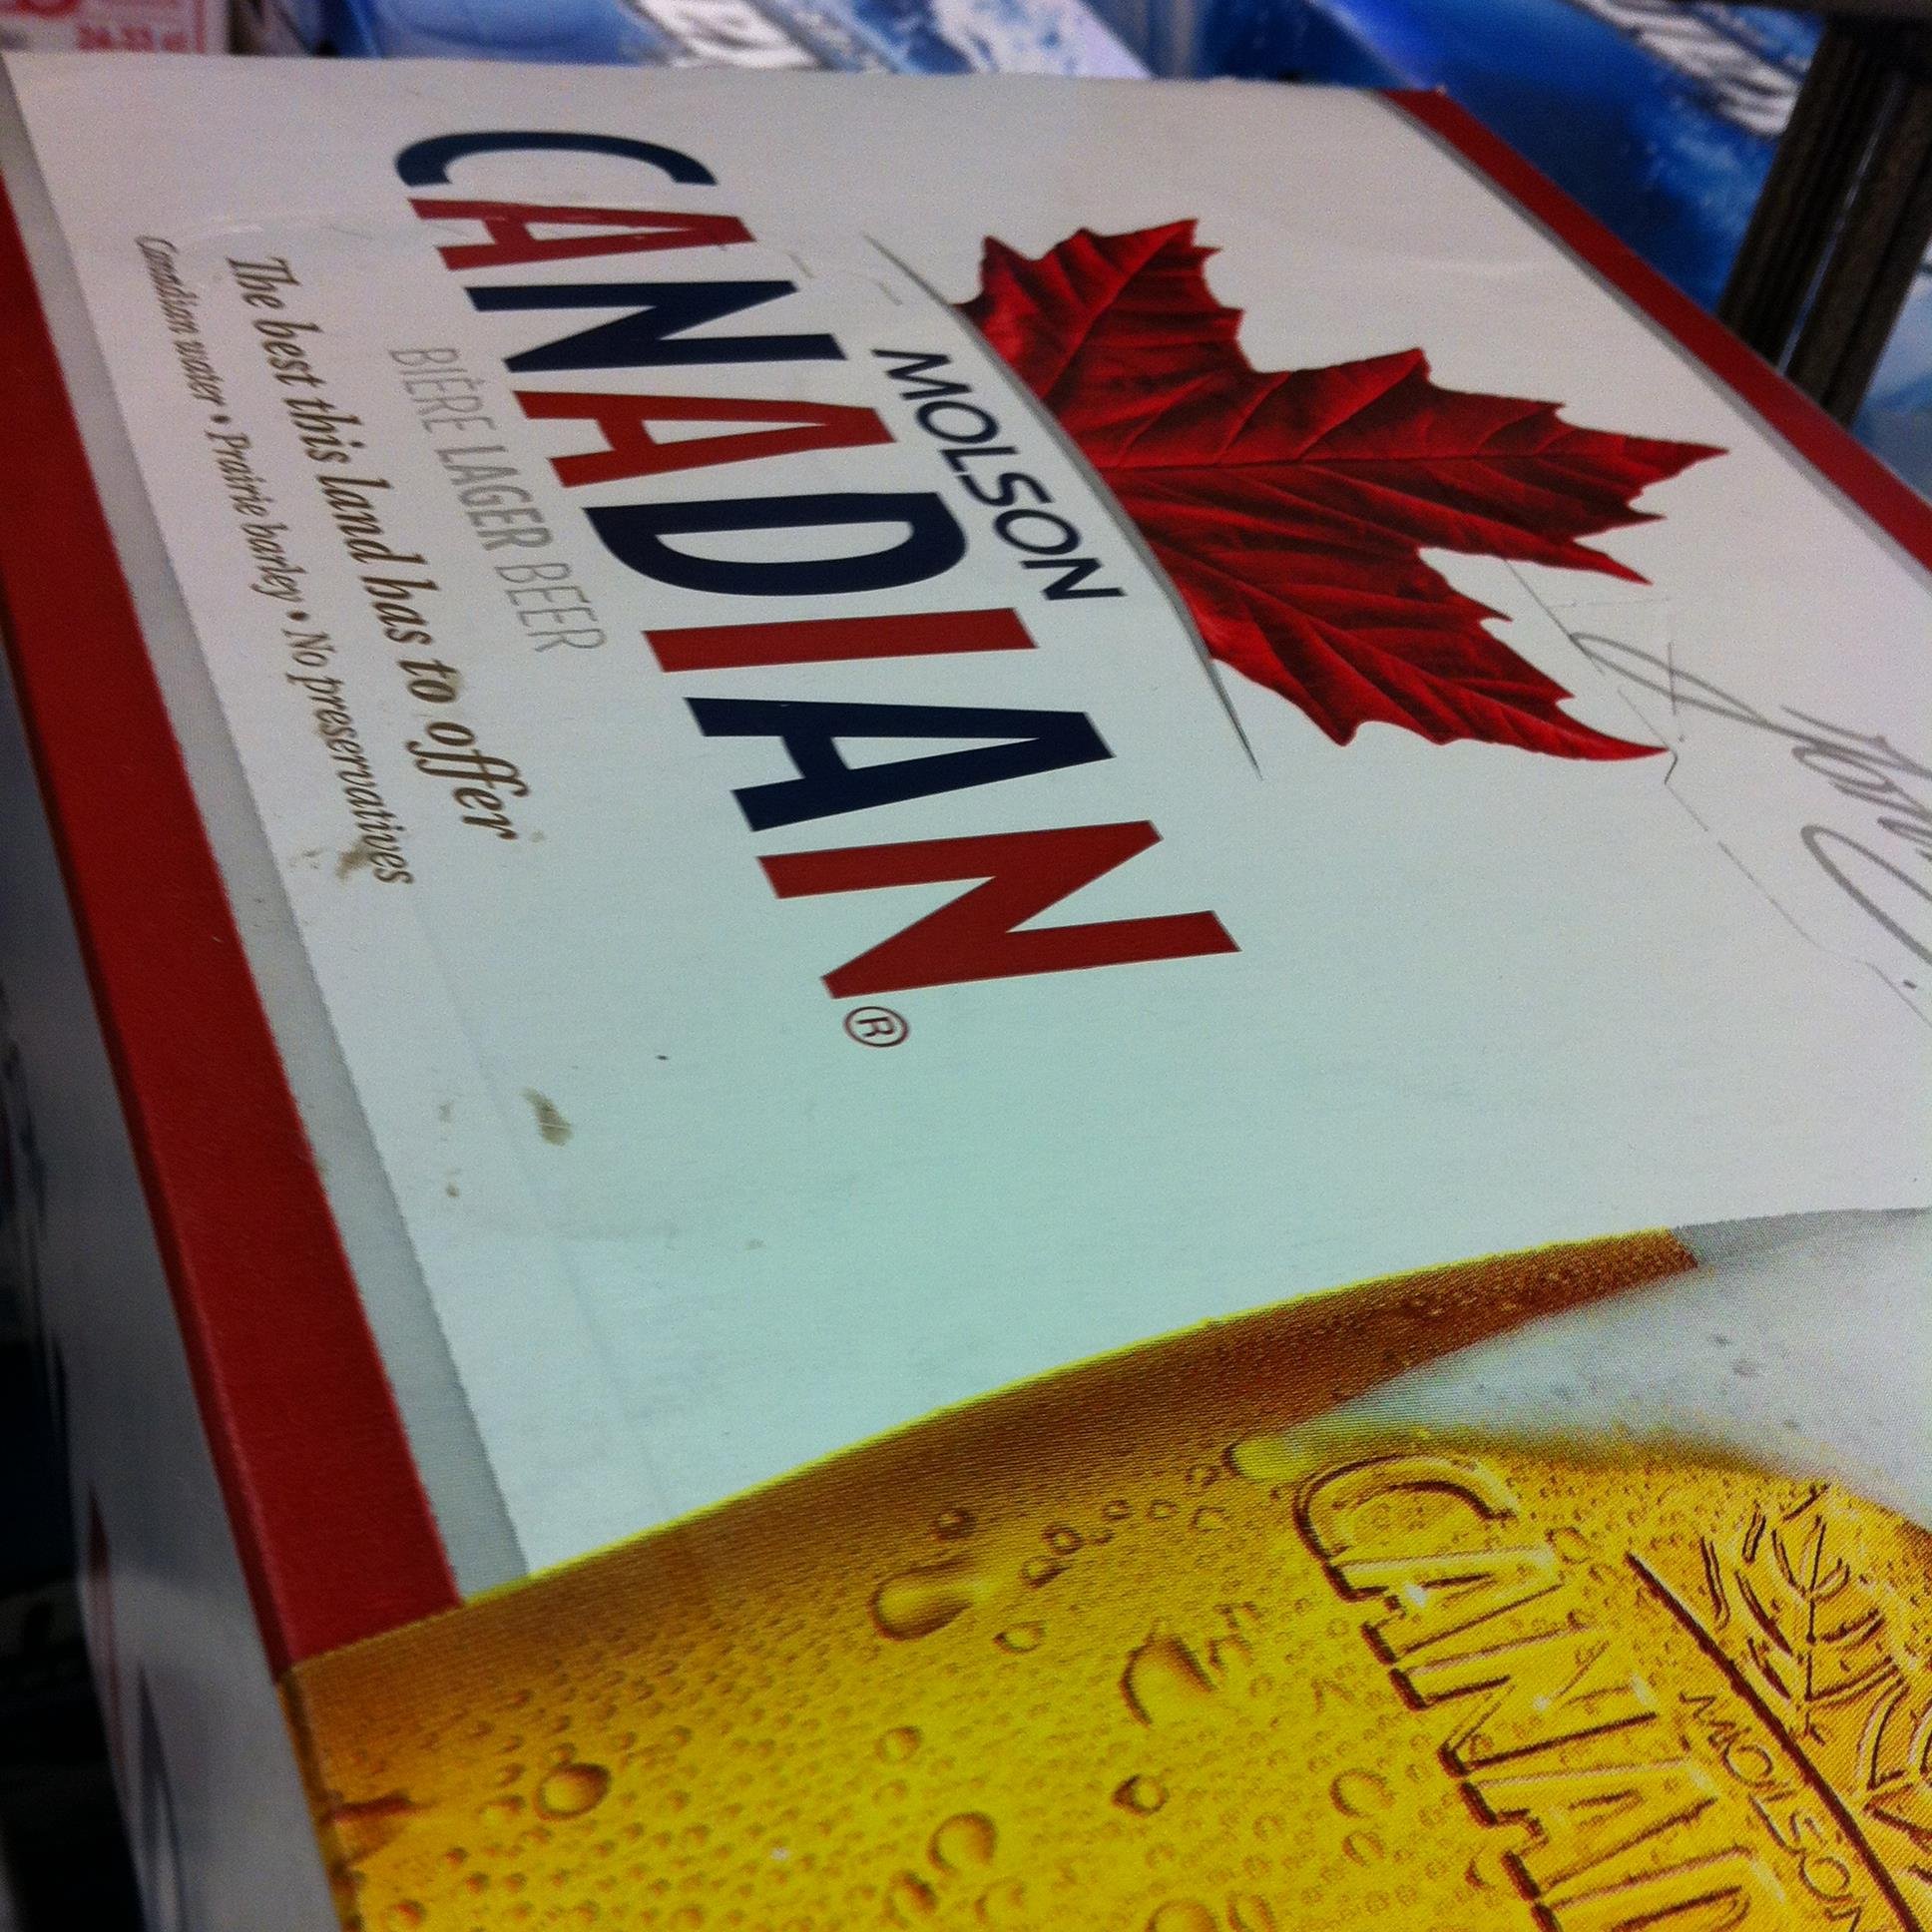 MOLSON
CANADIAN®
BIÈRE LAGER BEER
The best this land has to offer
Canadian water • Prairie barley • No preservatives
MOLSON
CANAD